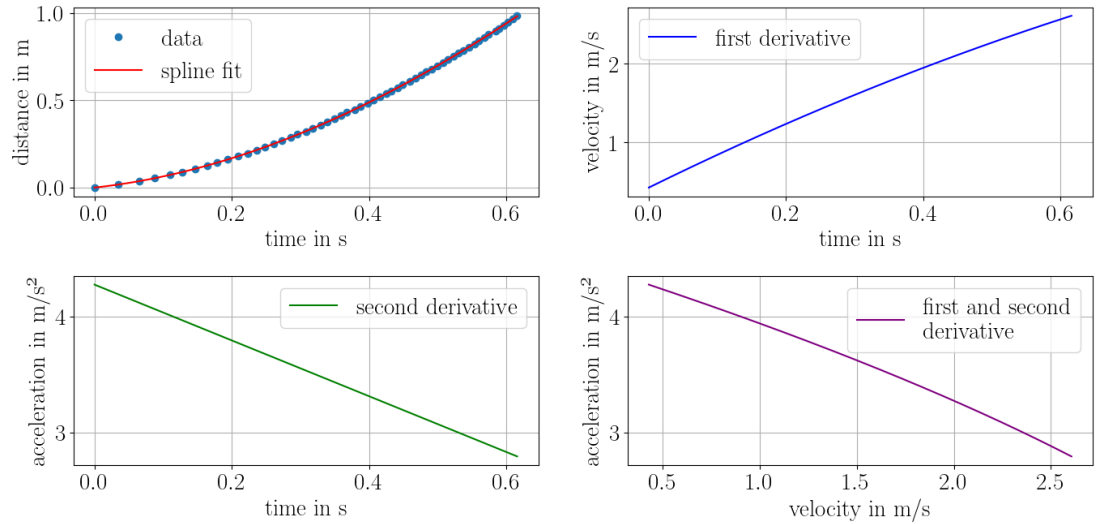 distance in m
1.0
0.5
0.0
data
spline fit
0.0
0.2
0.4
0.6
time in s
velocity in m/s
2
1
first derivative
0.0
0.2
0.4
0.6
time in s
acceleration in m/s²
4
3
second derivative
0.0
0.2
0.4
0.6
time in s
acceleration in m/s²
4
3
first and second
derivative
0.5
1.0
1.5
2.0
2.5
velocity in m/s